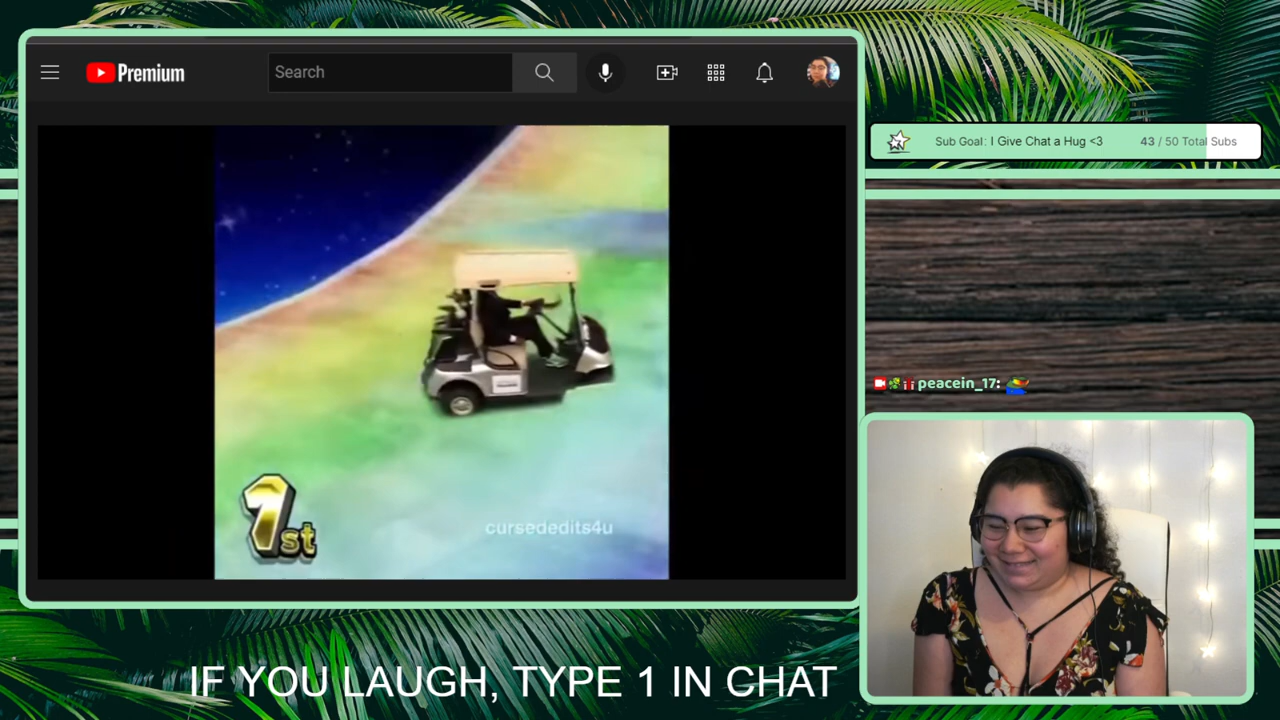 Premium
Search
Sub Goal: I Give Chat a Hug <3 43 / 50 Total Subs
peacein_17:
1st
cursededits4u
IF YOU LAUGH, TYPE 1 IN CHAT